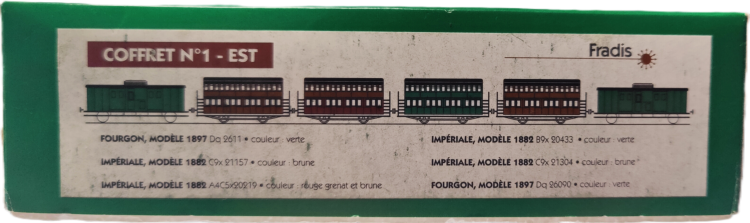 COFFRET N°1 - EST
Fradis
FOURGON, MODÈLE 1897 Dq 2611 • couleur : verte
IMPÉRIALE, MODÈLE 1882 C9x 21157 • couleur : brune
IMPÉRIALE, MODÈLE 1882 A4C5x20219 • couleur : rouge grenat et brune
IMPÉRIALE, MODÈLE 1882 B9x 20433 • couleur : verte
IMPÉRIALE, MODÈLE 1882 C9x 21304 • couleur : brune
FOURGON, MODÈLE 1897 Dq 26090 • couleur : verte